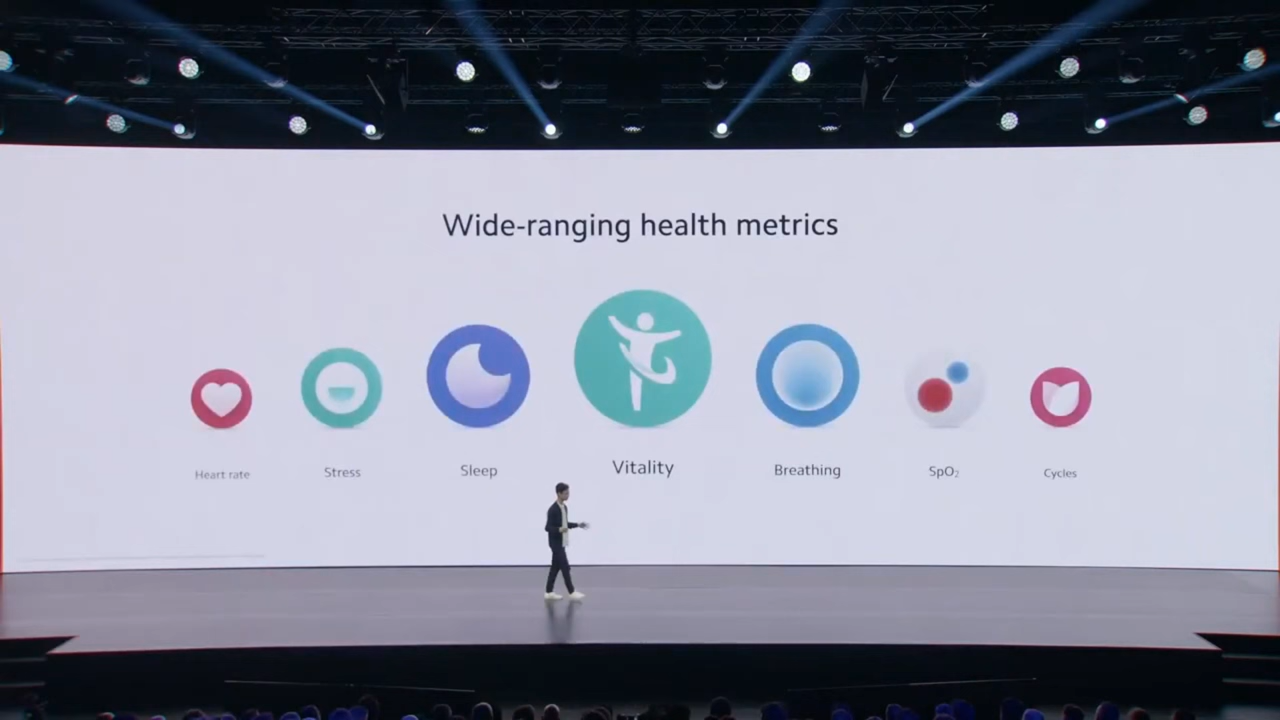 Wide-ranging health metrics
Heart rate
Stress
Sleep
Vitality
Breathing
SpO₂
Cycles